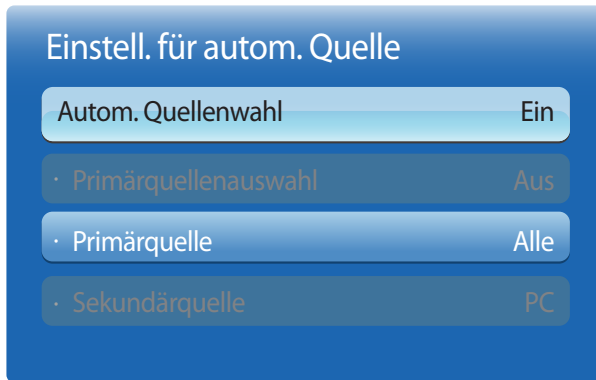 Einstell. für autom. Quelle
Autom. Quellenwahl Ein
· Primärquellenauswahl Aus
· Primärquelle Alle
· Sekundärquelle PC